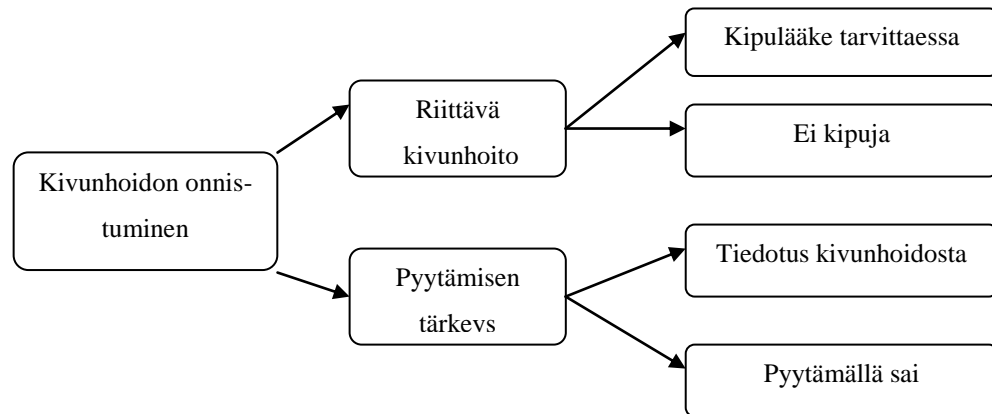 Kivunhoidon onnis-
tuminen
Riittävä
kivunhoito
Kipulääke tarvittaessa
Ei kipuja
Pyytämisen
tärkevs
Tiedotus kivunhoidosta
Pyytämällä sai